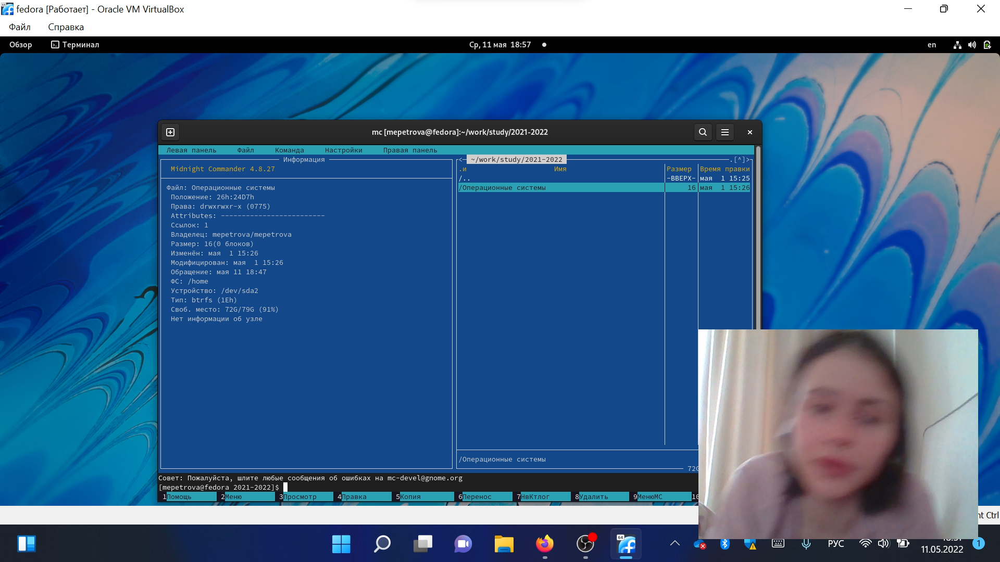 fedora [Работает] - Oracle VM VirtualBox
Файл Справка
Обзор Терминал Ср, 11 мая 18:57 en
mc [mepetrova@fedora]:~/work/study/2021-2022
Левая панель Файл Команда Настройки Правая панель
Информация
<─ ~/work/study/2021-2022 .[^]>
Midnight Commander 4.8.27
.и Имя Размер Время правки
/.. -ВВЕРХ- мая 1 15:25
/Операционные системы 16 мая 1 15:26
Файл: Операционные системы
Положение: 26h:24D7h
Права: drwxrwxr-x (0775)
Attributes: -------------------------
Ссылок: 1
Владелец: mepetrova/mepetrova
Размер: 16(0 блоков)
Изменён: мая 1 15:26
Модифицирован: мая 1 15:26
Обращение: мая 11 18:47
ФС: /home
Устройство: /dev/sda2
Тип: btrfs (1Eh)
Своб. место: 72G/79G (91%)
Нет информации об узле
/Операционные системы
Совет: Пожалуйста, шлите любые сообщения об ошибках на mc-devel@gnome.org
[mepetrova@fedora 2021-2022]$
1Помощь 2Меню 3Просмотр 4Правка 5Копия 6Перенос 7НвКтлог 8Удалить 9МенюМС 10
Ctrl
64
РУС
11.05.2022
1